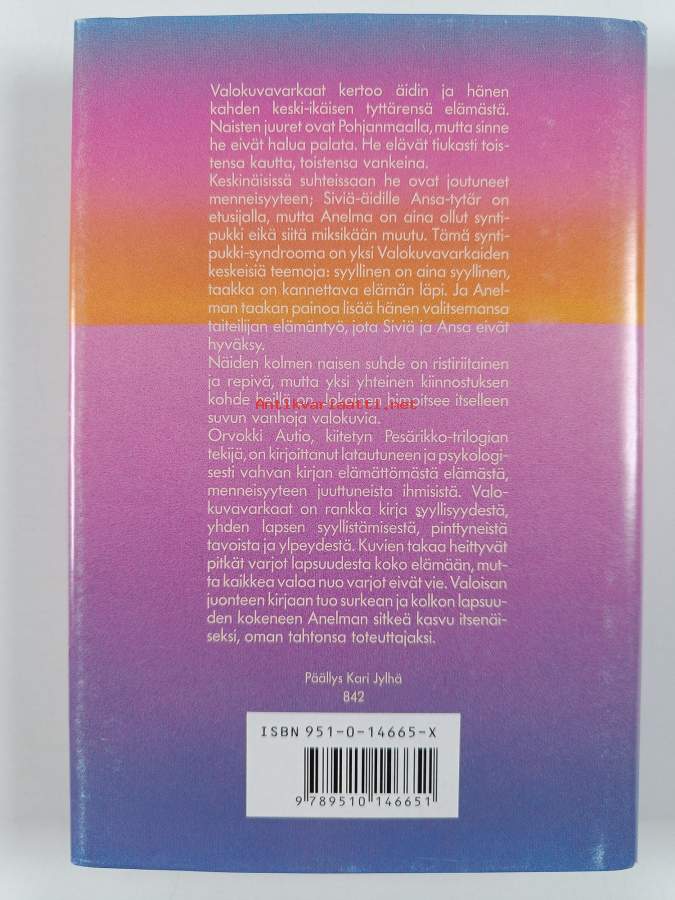 Valokuvavarkaat kertoo äidin ja hänen
kahden keski-ikäisen tyttärensä elämästä.
Naisten juuret ovat Pohjanmaalla, mutta sinne
he eivät halua palata. He elävät tiukasti tois-
tensa kautta, toistensa vankeina.
Keskinäisissä suhteissaan he ovat joutuneet
menneisyyteen; Siviä-äidille Ansa-tytär on
etusijalla, mutta Anelma on aina ollut synti-
pukki eikä siitä miksikään muutu. Tämä synti-
pukki-syndrooma on yksi Valokuvavarkaiden
keskeisiä teemoja: syyllinen on aina syyllinen,
taakka on kannettava elämän läpi. Ja Anel-
man taakan painoa lisää hänen valitsemansa
taiteilijan elämäntyö, jota Siviä ja Ansa eivät
hyväksy.
Näiden kolmen naisen suhde on ristiriitainen
ja repivä, mutta yksi yhteinen kiinnostuksen
kohde heillä on. Jokainen himoitsee itselleen
Antikvariaatti.net
suvun vanhoja valokuvia.
Orvokki Autio, kiitetyn Pesärikko-trilogian
tekijä, on kirjoittanut latautuneen ja psykologi-
sesti vahvan kirjan elämättömästä elämästä,
menneisyyteen juuttuneista ihmisistä. Valo-
kuvavarkaat on rankka kirja syyllisyydestä,
yhden lapsen syyllistämisestä, pinttyneistä
tavoista ja ylpeydestä. Kuvien takaa heittyvät
pitkät varjot lapsuudesta koko elämään, mut-
ta kaikkea valoa nuo varjot eivät vie. Valoisan
juonteen kirjaan tuo surkean ja kolkon lapsuu-
den kokeneen Anelman sitkeä kasvu itsenäi-
seksi, oman tahtonsa toteuttajaksi.
Päällys Kari Jylhä
842
ISBN 951-0-14665-X
9 789510 146651